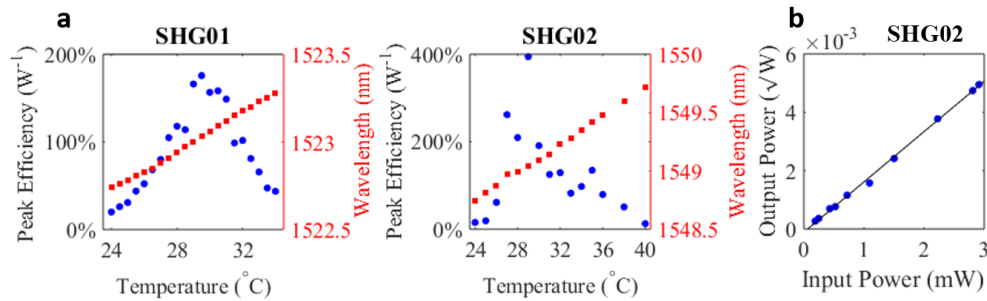 a
SHG01
200%
100%
0%
Peak Efficiency (W⁻¹)
24
28
32
Temperature (°C)
1523.5
1523
1522.5
Wavelength (nm)
SHG02
400%
200%
0%
Peak Efficiency (W⁻¹)
24
28
32
36
40
Temperature (°C)
1550
1549.5
1549
1548.5
Wavelength (nm)
b
×10⁻³
SHG02
6
4
2
0
Output Power (√W)
0
1
2
3
Input Power (mW)